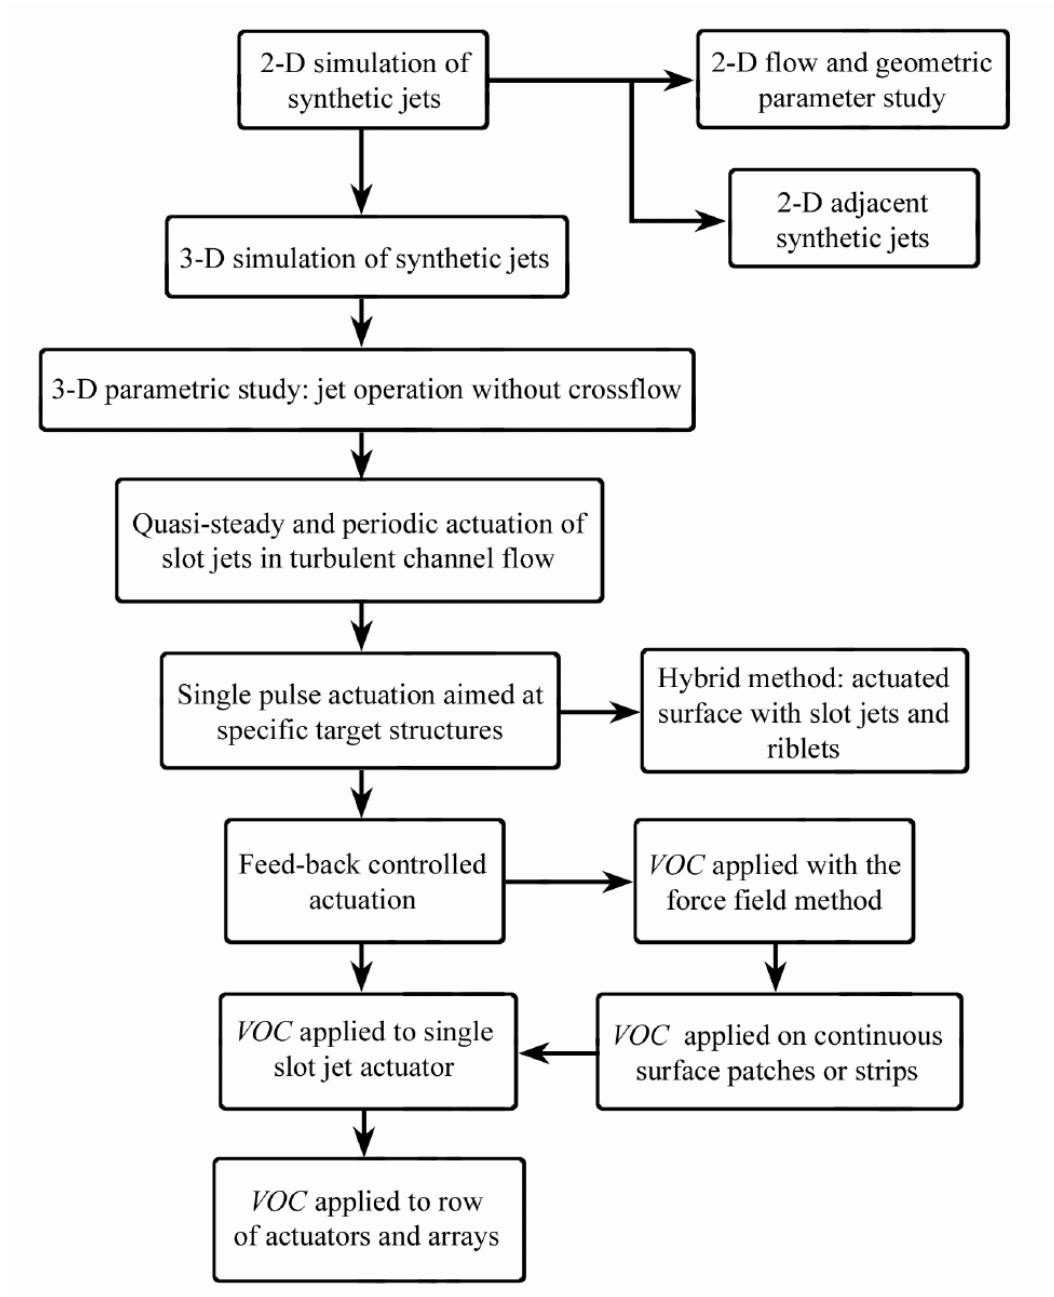 2-D simulation of
synthetic jets
2-D flow and geometric
parameter study
2-D adjacent
synthetic jets
3-D simulation of synthetic jets
3-D parametric study: jet operation without crossflow
Quasi-steady and periodic actuation of
slot jets in turbulent channel flow
Single pulse actuation aimed at
specific target structures
Hybrid method: actuated
surface with slot jets and
riblets
Feed-back controlled
actuation
VOC applied with the
force field method
VOC applied to single
slot jet actuator
VOC applied on continuous
surface patches or strips
VOC applied to row
of actuators and arrays